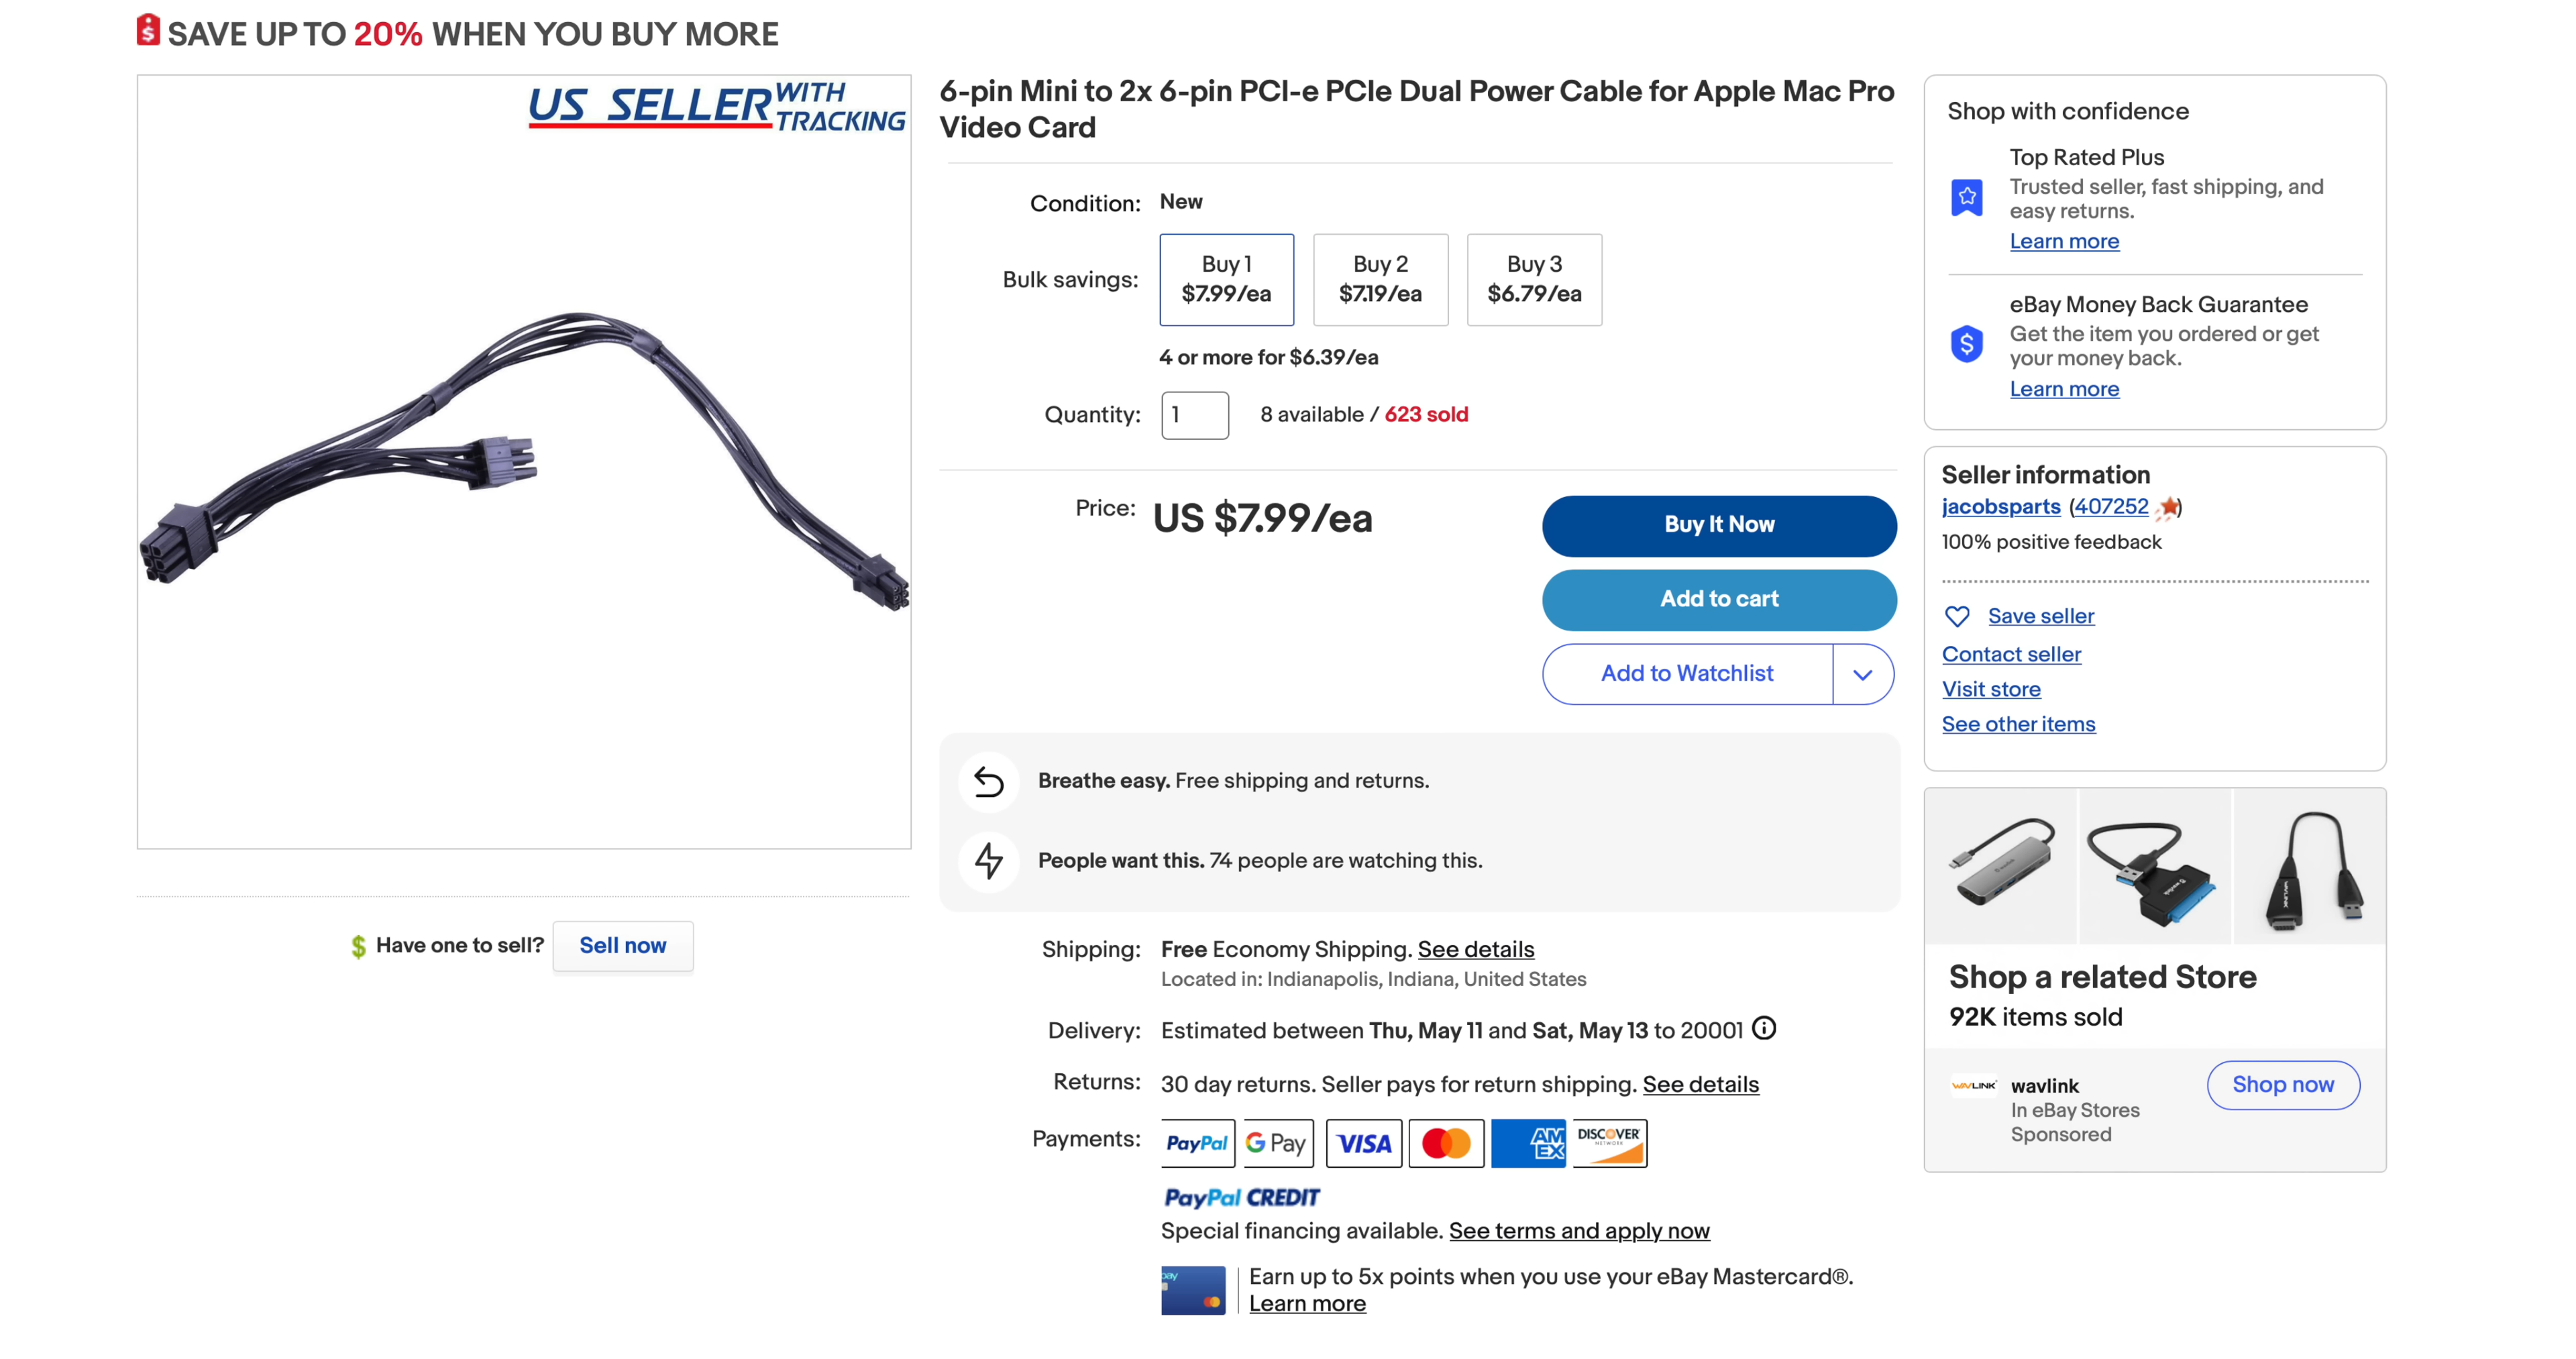 SAVE UP TO 20% WHEN YOU BUY MORE
US SELLER WITH TRACKING
6-pin Mini to 2x 6-pin PCI-e PCIe Dual Power Cable for Apple Mac Pro
Video Card
Condition: New
Bulk savings:
Buy 1
$7.99/ea
Buy 2
$7.19/ea
Buy 3
$6.79/ea
4 or more for $6.39/ea
Quantity: 1 8 available / 623 sold
Price: US $7.99/ea
Buy It Now
Add to cart
Add to Watchlist
Breathe easy. Free shipping and returns.
People want this. 74 people are watching this.
Have one to sell? Sell now
Shipping: Free Economy Shipping. See details
Located in: Indianapolis, Indiana, United States
Delivery: Estimated between Thu, May 11 and Sat, May 13 to 20001
Returns: 30 day returns. Seller pays for return shipping. See details
Payments: PayPal G Pay VISA AM EX DISCOVER NETWORK
PayPal CREDIT
Special financing available. See terms and apply now
Earn up to 5x points when you use your eBay Mastercard®.
Learn more
Shop with confidence
Top Rated Plus
Trusted seller, fast shipping, and
easy returns.
Learn more
eBay Money Back Guarantee
Get the item you ordered or get
your money back.
Learn more
Seller information
jacobsparts (407252)
100% positive feedback
Save seller
Contact seller
Visit store
See other items
WAVLINK
Shop a related Store
92K items sold
WAVLINK wavlink
In eBay Stores
Sponsored
Shop now